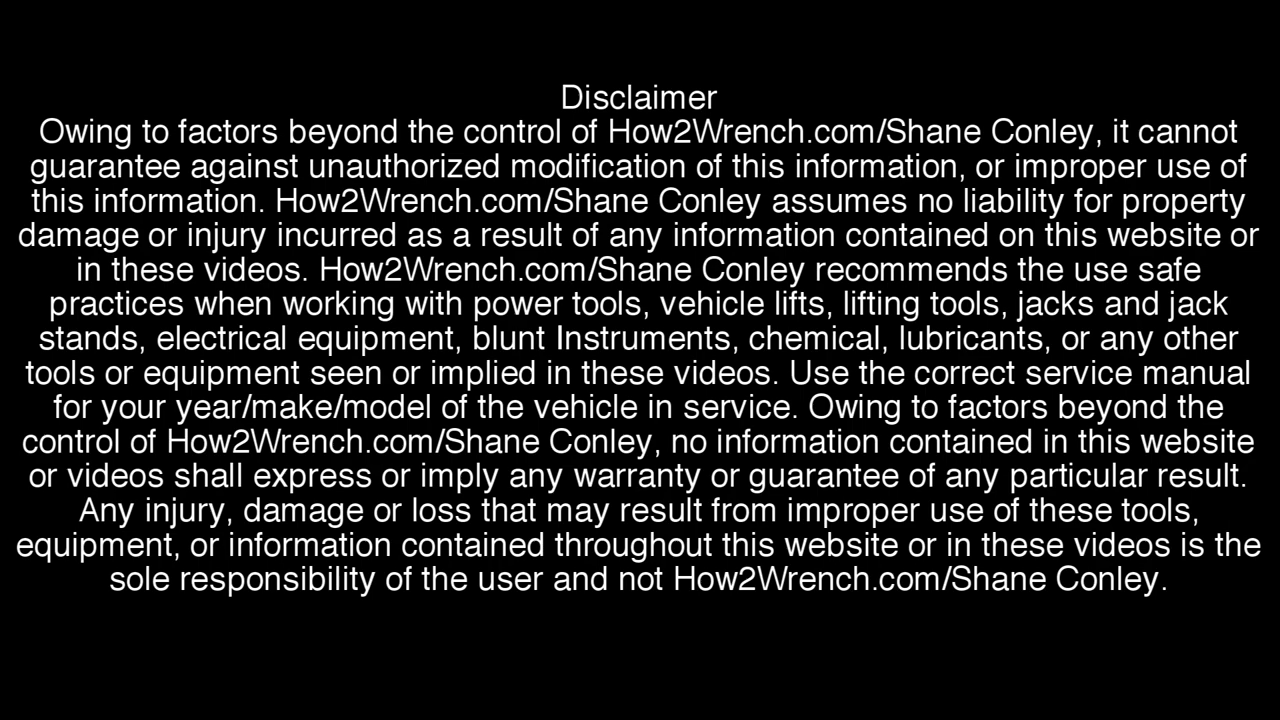 Disclaimer
Owing to factors beyond the control of How2Wrench.com/Shane Conley, it cannot
guarantee against unauthorized modification of this information, or improper use of
this information. How2Wrench.com/Shane Conley assumes no liability for property
damage or injury incurred as a result of any information contained on this website or
in these videos. How2Wrench.com/Shane Conley recommends the use safe
practices when working with power tools, vehicle lifts, lifting tools, jacks and jack
stands, electrical equipment, blunt Instruments, chemical, lubricants, or any other
tools or equipment seen or implied in these videos. Use the correct service manual
for your year/make/model of the vehicle in service. Owing to factors beyond the
control of How2Wrench.com/Shane Conley, no information contained in this website
or videos shall express or imply any warranty or guarantee of any particular result.
Any injury, damage or loss that may result from improper use of these tools,
equipment, or information contained throughout this website or in these videos is the
sole responsibility of the user and not How2Wrench.com/Shane Conley.